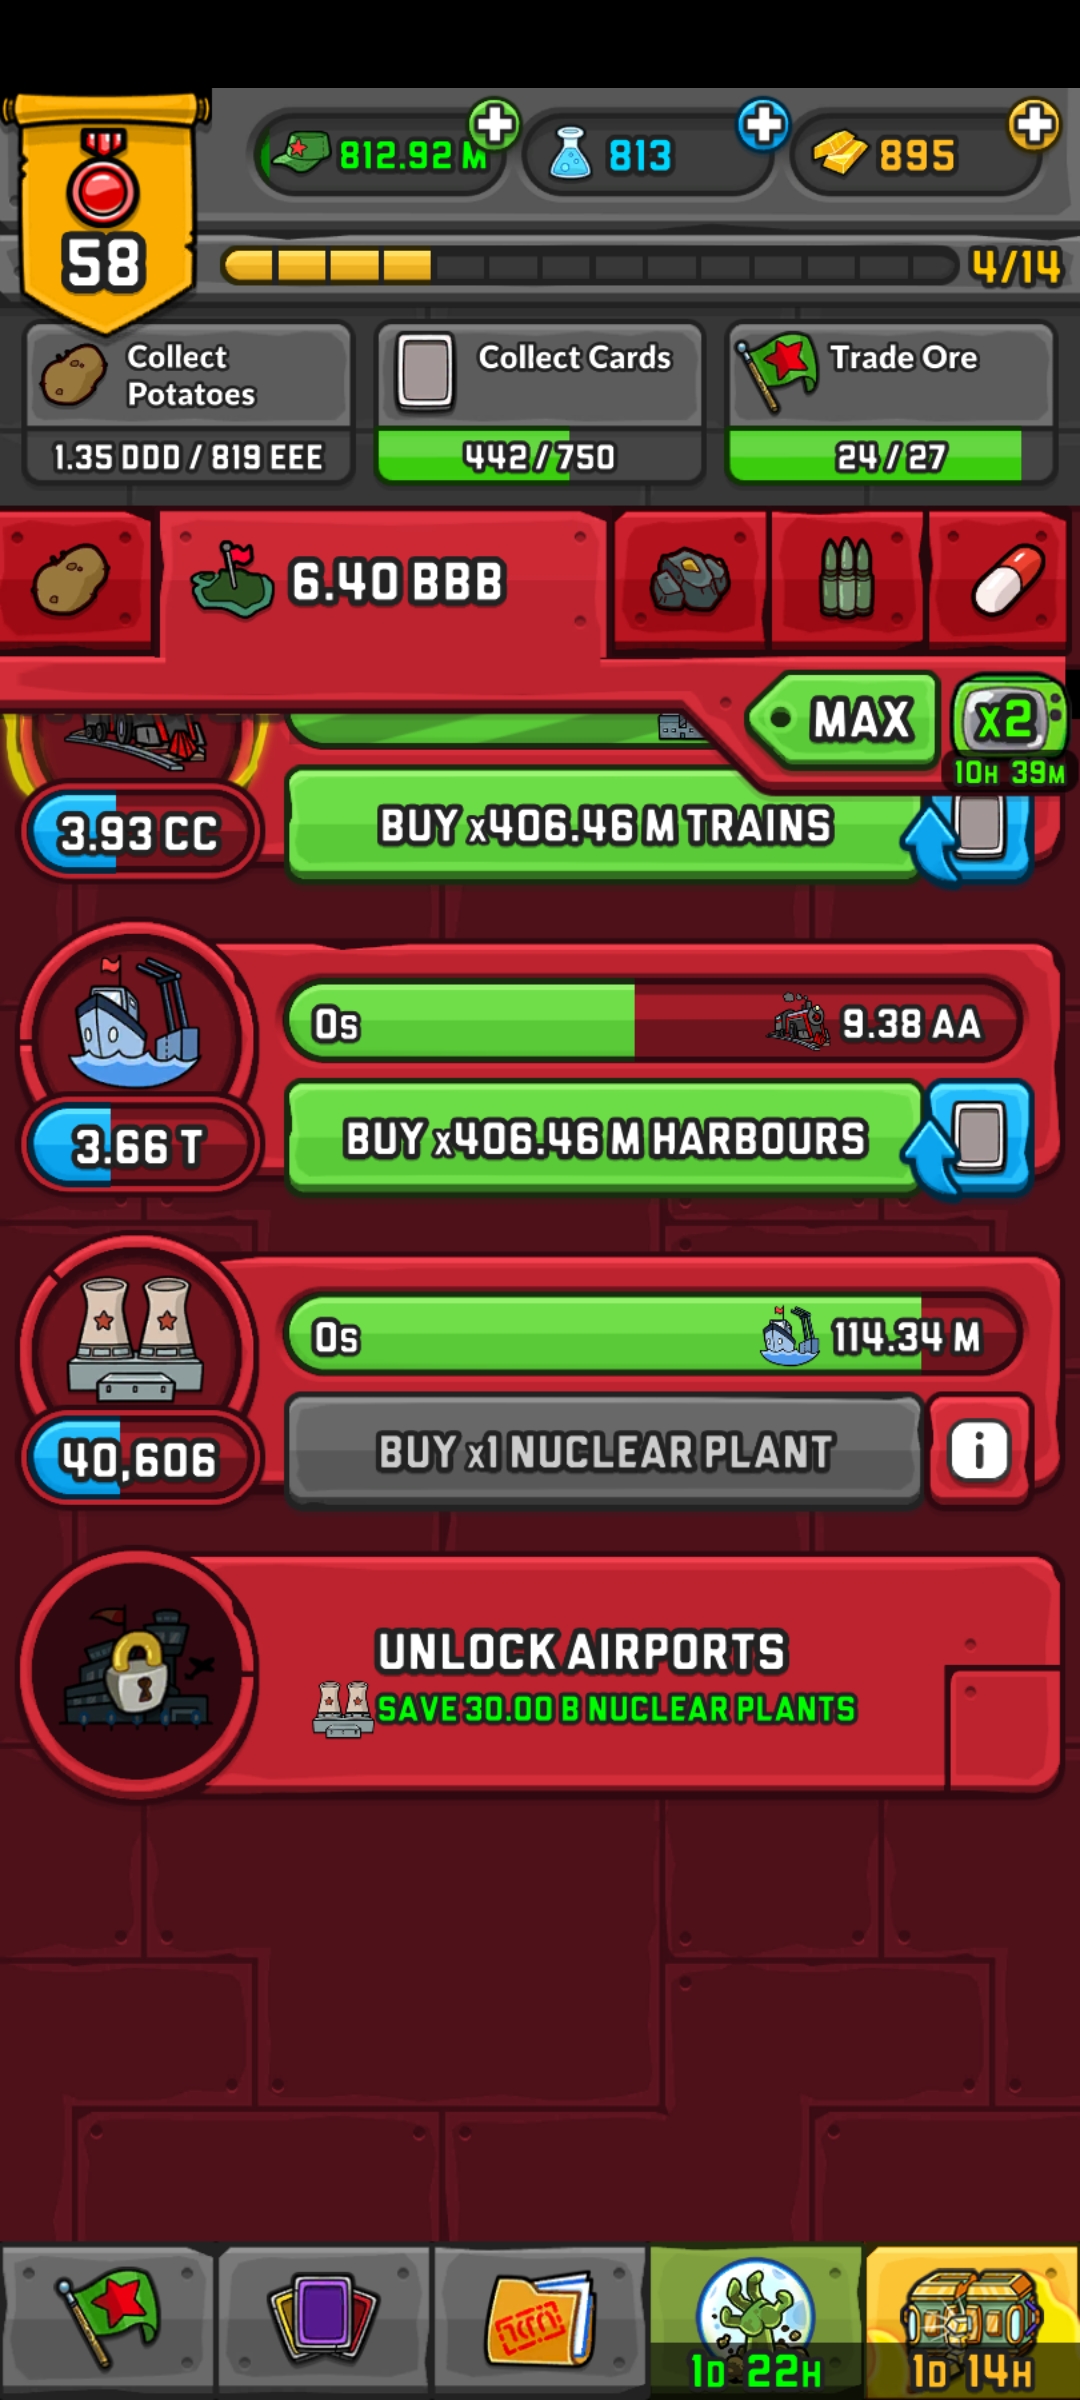 812.92 M
813
895
58
4/14
Collect
Potatoes
1.35 DDD / 819 EEE
Collect Cards
442 / 750
Trade Ore
24 / 27
6.40 BBB
MAX
x2
10H 39M
3.93 CC
BUY x406.46 M TRAINS
0s
9.38 AA
3.66 T
BUY x406.46 M HARBOURS
0s
114.34 M
40,606
BUY x1 NUCLEAR PLANT
i
UNLOCK AIRPORTS
SAVE 30.00 B NUCLEAR PLANTS
1D 22H
1D 14H